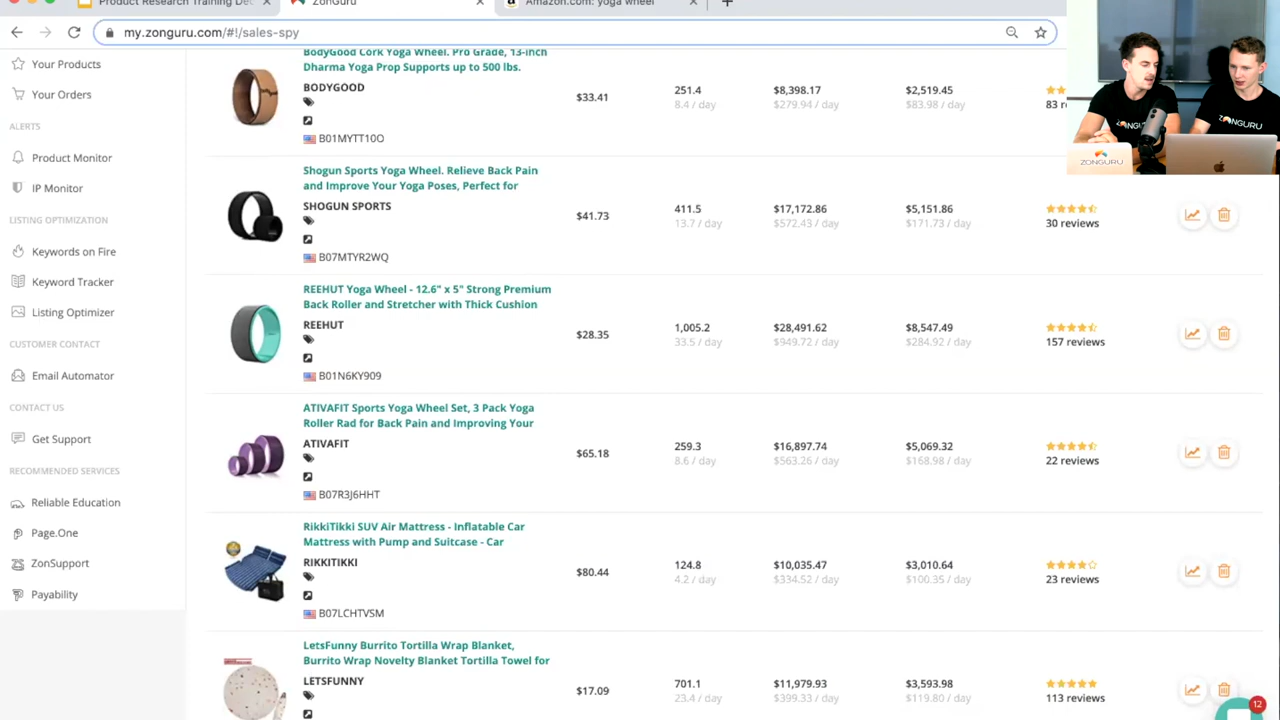 Product Research Training De
ZonGuru
Amazon.com: yoga wheel
my.zonguru.com/#!/sales-spy
Your Products
Your Orders
ALERTS
Product Monitor
IP Monitor
LISTING OPTIMIZATION
Keywords on Fire
Keyword Tracker
Listing Optimizer
CUSTOMER CONTACT
Email Automator
CONTACT US
Get Support
RECOMMENDED SERVICES
Reliable Education
Page.One
ZonSupport
Payability
BodyGood Cork Yoga Wheel. Pro Grade, 13-inch
Dharma Yoga Prop Supports up to 500 lbs.
BODYGOOD
B01MYTT10O
$33.41
251.4
8.4 / day
$8,398.17
$279.94 / day
$2,519.45
$83.98 / day
83 r
Shogun Sports Yoga Wheel. Relieve Back Pain
and Improve Your Yoga Poses, Perfect for
SHOGUN SPORTS
B07MTYR2WQ
$41.73
411.5
13.7 / day
$17,172.86
$572.43 / day
$5,151.86
$171.73 / day
30 reviews
REEHUT Yoga Wheel - 12.6" x 5" Strong Premium
Back Roller and Stretcher with Thick Cushion
REEHUT
B01N6KY909
$28.35
1,005.2
33.5 / day
$28,491.62
$949.72 / day
$8,547.49
$284.92 / day
157 reviews
ATIVAFIT Sports Yoga Wheel Set, 3 Pack Yoga
Roller Rad for Back Pain and Improving Your
ATIVAFIT
B07R3J6HHT
$65.18
259.3
8.6 / day
$16,897.74
$563.26 / day
$5,069.32
$168.98 / day
22 reviews
RikkiTikki SUV Air Mattress - Inflatable Car
Mattress with Pump and Suitcase - Car
RIKKITIKKI
B07LCHTVSM
$80.44
124.8
4.2 / day
$10,035.47
$334.52 / day
$3,010.64
$100.35 / day
23 reviews
LetsFunny Burrito Tortilla Wrap Blanket,
Burrito Wrap Novelty Blanket Tortilla Towel for
LETSFUNNY
$17.09
701.1
23.4 / day
$11,979.93
$399.33 / day
$3,593.98
$119.80 / day
113 reviews
12
ZONGURU
ZONGURU
ZONGURU